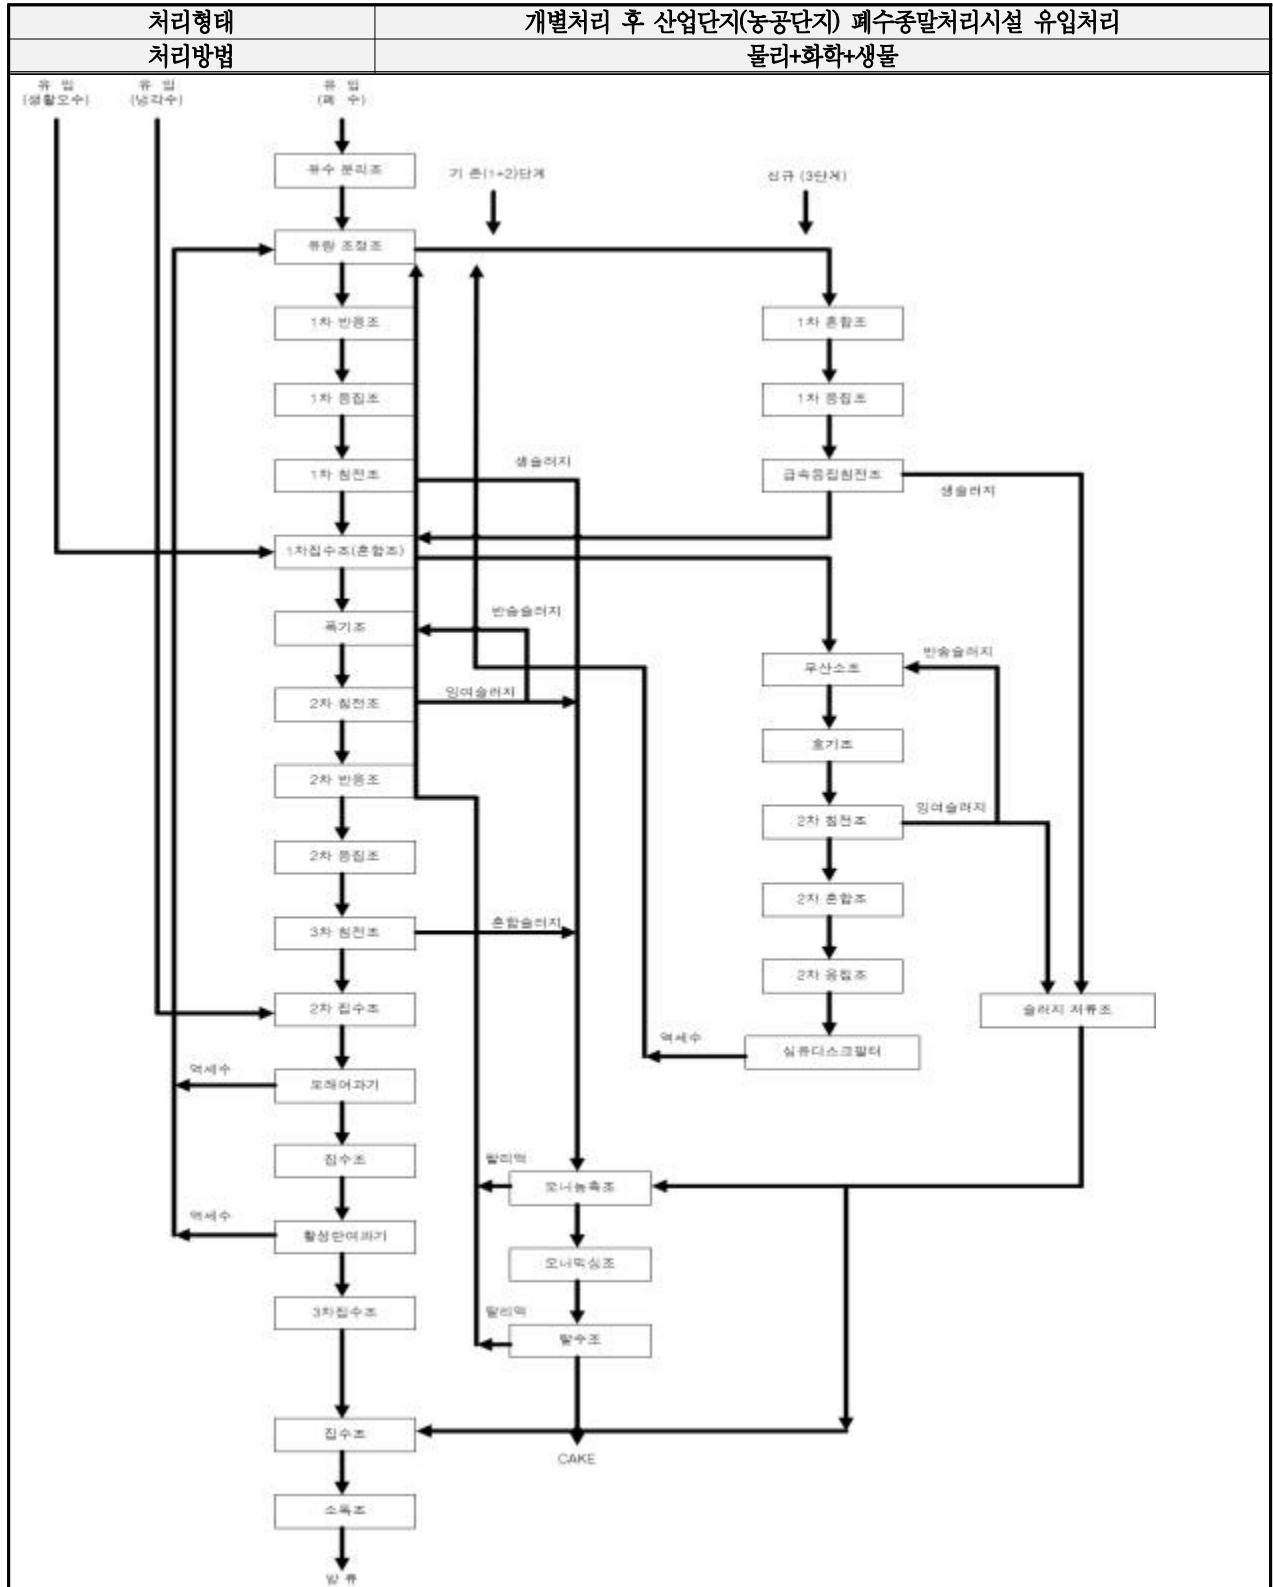 처리형태
개별처리 후 산업단지(농공단지) 폐수종말처리시설 유입처리
처리방법
물리+화학+생물
유 입
(생활오수)
유 입
(냉각수)
유 입
(폐 수)
유수 분리조
기 존(1+2)단계
신규 (3단계)
유량 조정조
1차 반응조
1차 혼합조
1차 응집조
1차 응집조
1차 침전조
생슬러지
급속응집침전조
생슬러지
1차집수조(혼합조)
폭기조
반송슬러지
무산소조
반송슬러지
2차 침전조
잉여슬러지
호기조
2차 반응조
2차 침전조
잉여슬러지
2차 응집조
2차 혼합조
3차 침전조
혼합슬러지
2차 응집조
2차 집수조
슬러지 저류조
역세수
심층디스크필터
역세수
모래여과기
집수조
탈리액
오니농축조
역세수
활성탄여과기
오니믹싱조
3차집수조
탈리액
탈수조
집수조
CAKE
소독조
방 류